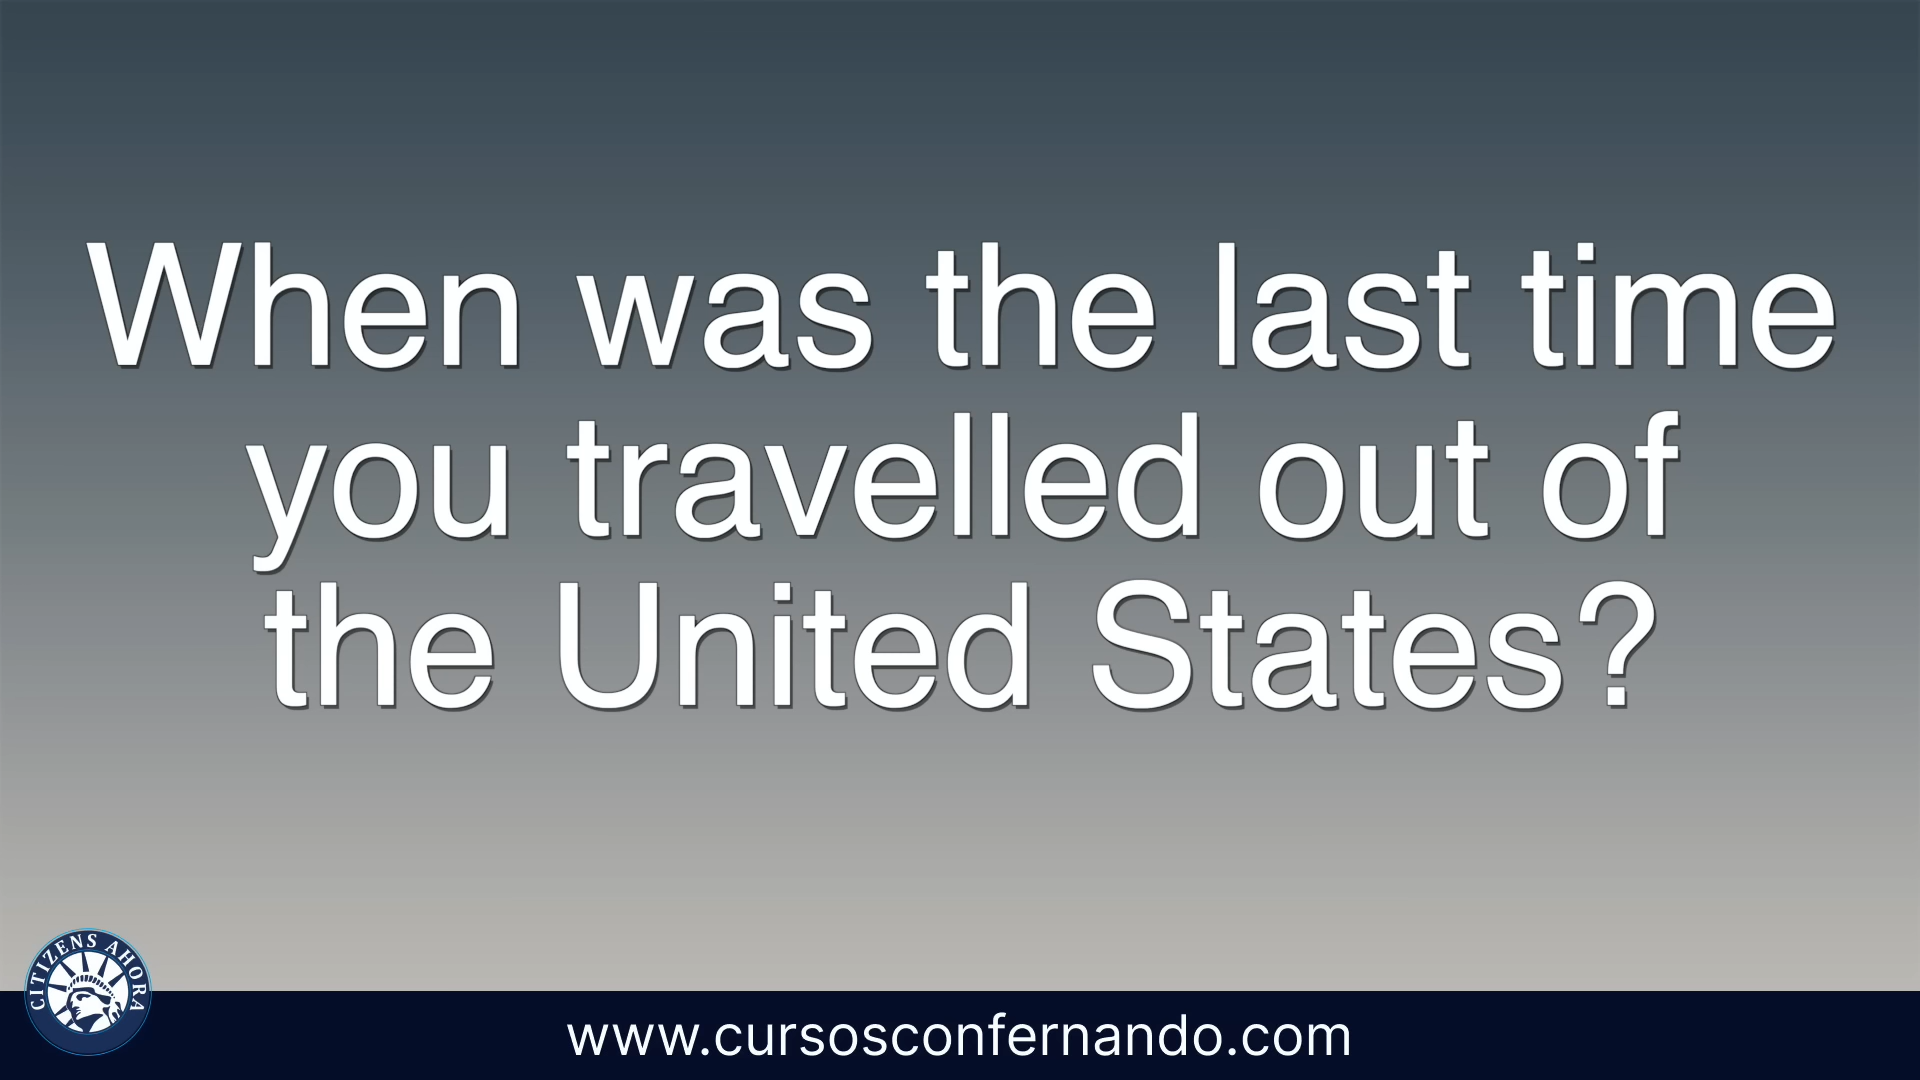 When was the last time
you travelled out of
the United States?
CITIZENS AHORA
www.cursosconfernando.com